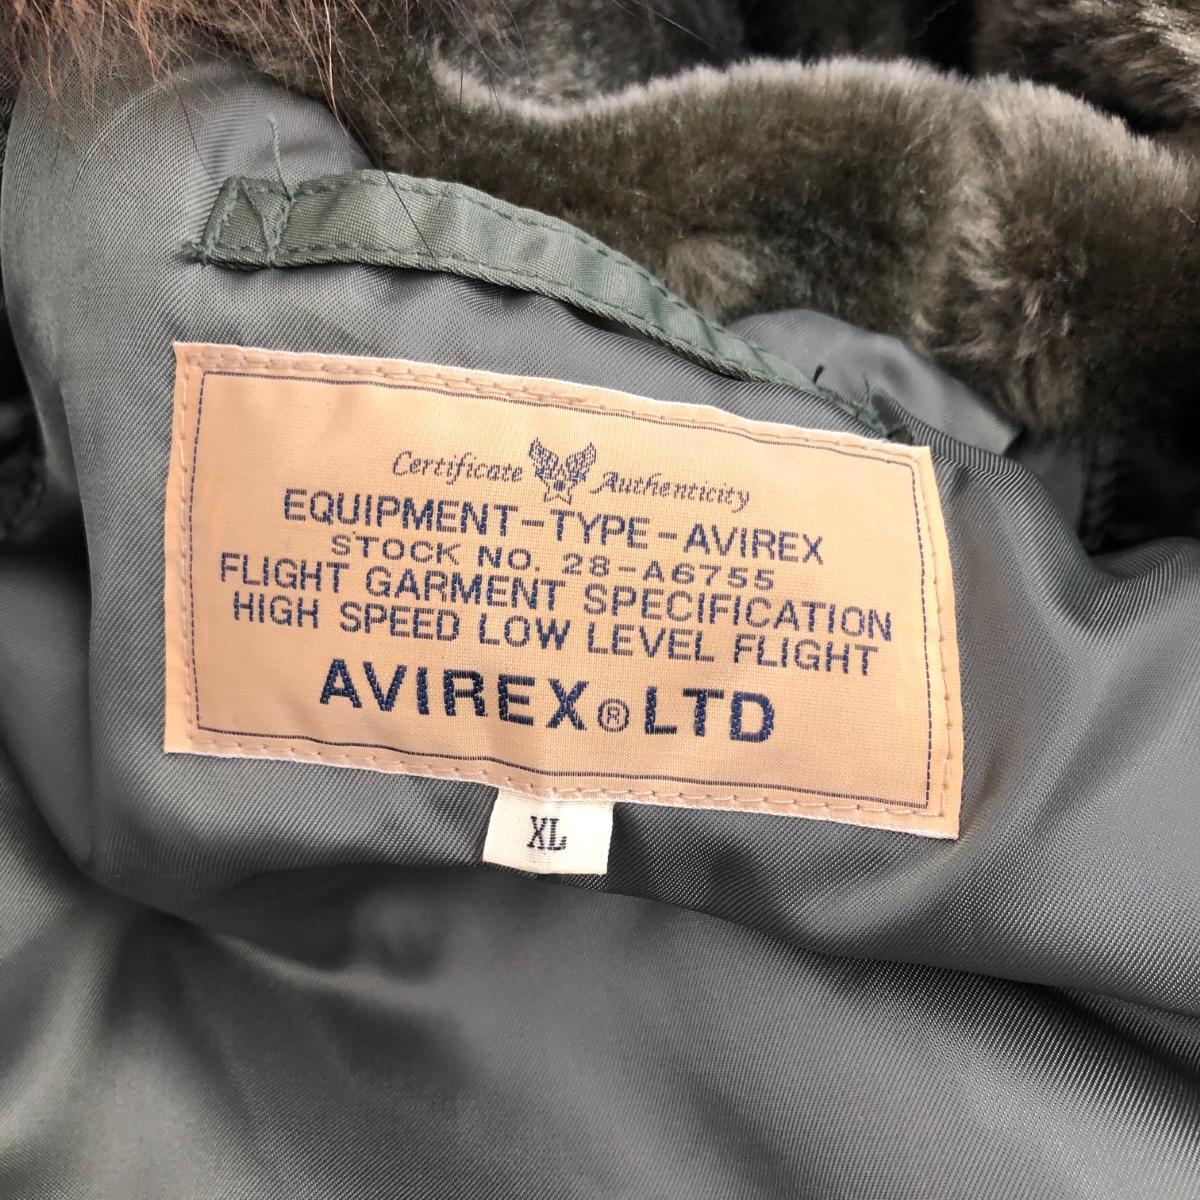 Certificate Authenticity
EQUIPMENT-TYPE-AVIREX
STOCK NO. 28-A6755
FLIGHT GARMENT SPECIFICATION
HIGH SPEED LOW LEVEL FLIGHT
AVIREX®LTD
XL